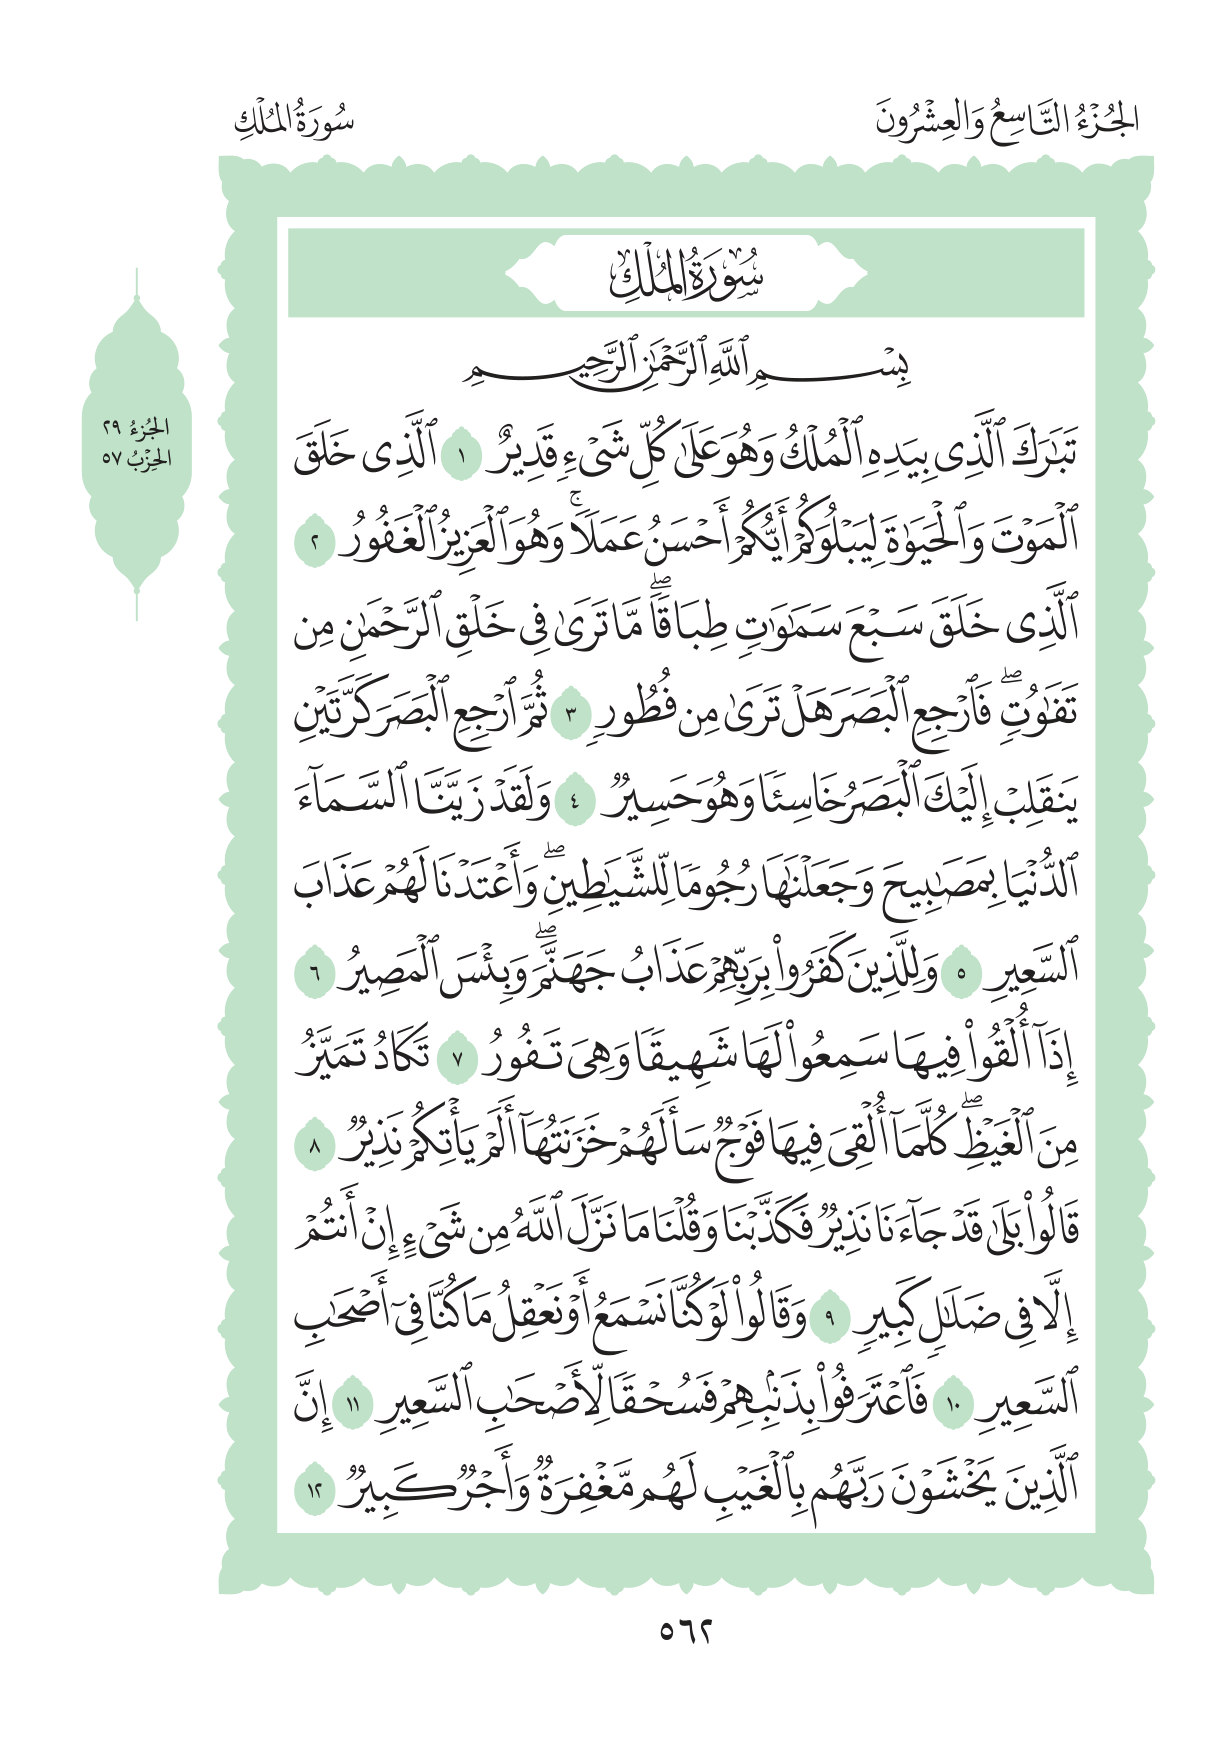 الجُزْءُ التَّاسِعُ وَالعِشْرُونَ
سُورَةُ المُلْكِ
الجُزءُ ٢٩
الحِزْبُ ٥٧
سُورَةُ المُلْكِ
بِسْمِ ٱللَّهِ ٱلرَّحْمَٰنِ ٱلرَّحِيمِ
تَبَٰرَكَ ٱلَّذِى بِيَدِهِ ٱلْمُلْكُ وَهُوَ عَلَىٰ كُلِّ شَىْءٍ قَدِيرٌ ١ ٱلَّذِى خَلَقَ
ٱلْمَوْتَ وَٱلْحَيَوٰةَ لِيَبْلُوَكُمْ أَيُّكُمْ أَحْسَنُ عَمَلًا ۚ وَهُوَ ٱلْعَزِيزُ ٱلْغَفُورُ ٢
ٱلَّذِى خَلَقَ سَبْعَ سَمَٰوَٰتٍ طِبَاقًا ۖ مَّا تَرَىٰ فِى خَلْقِ ٱلرَّحْمَٰنِ مِن
تَفَٰوُتٍ ۖ فَٱرْجِعِ ٱلْبَصَرَ هَلْ تَرَىٰ مِن فُطُورٍ ٣ ثُمَّ ٱرْجِعِ ٱلْبَصَرَ كَرَّتَيْنِ
يَنقَلِبْ إِلَيْكَ ٱلْبَصَرُ خَاسِئًا وَهُوَ حَسِيرٌ ٤ وَلَقَدْ زَيَّنَّا ٱلسَّمَآءَ
ٱلدُّنْيَا بِمَصَٰبِيحَ وَجَعَلْنَٰهَا رُجُومًا لِّلشَّيَٰطِينِ ۖ وَأَعْتَدْنَا لَهُمْ عَذَابَ
ٱلسَّعِيرِ ٥ وَلِلَّذِينَ كَفَرُوا۟ بِرَبِّهِمْ عَذَابُ جَهَنَّمَ ۖ وَبِئْسَ ٱلْمَصِيرُ ٦
إِذَآ أُلْقُوا۟ فِيهَا سَمِعُوا۟ لَهَا شَهِيقًا وَهِىَ تَفُورُ ٧ تَكَادُ تَمَيَّزُ
مِنَ ٱلْغَيْظِ ۖ كُلَّمَآ أُلْقِىَ فِيهَا فَوْجٌ سَأَلَهُمْ خَزَنَتُهَآ أَلَمْ يَأْتِكُمْ نَذِيرٌ ٨
قَالُوا۟ بَلَىٰ قَدْ جَآءَنَا نَذِيرٌ فَكَذَّبْنَا وَقُلْنَا مَا نَزَّلَ ٱللَّهُ مِن شَىْءٍ إِنْ أَنتُمْ
إِلَّا فِى ضَلَٰلٍ كَبِيرٍ ٩ وَقَالُوا۟ لَوْ كُنَّا نَسْمَعُ أَوْ نَعْقِلُ مَا كُنَّا فِىٓ أَصْحَٰبِ
ٱلسَّعِيرِ ١٠ فَٱعْتَرَفُوا۟ بِذَنۢبِهِمْ فَسُحْقًا لِّأَصْحَٰبِ ٱلسَّعِيرِ ١١ إِنَّ
ٱلَّذِينَ يَخْشَوْنَ رَبَّهُم بِٱلْغَيْبِ لَهُم مَّغْفِرَةٌ وَأَجْرٌ كَبِيرٌ ١٢
٥٦٢